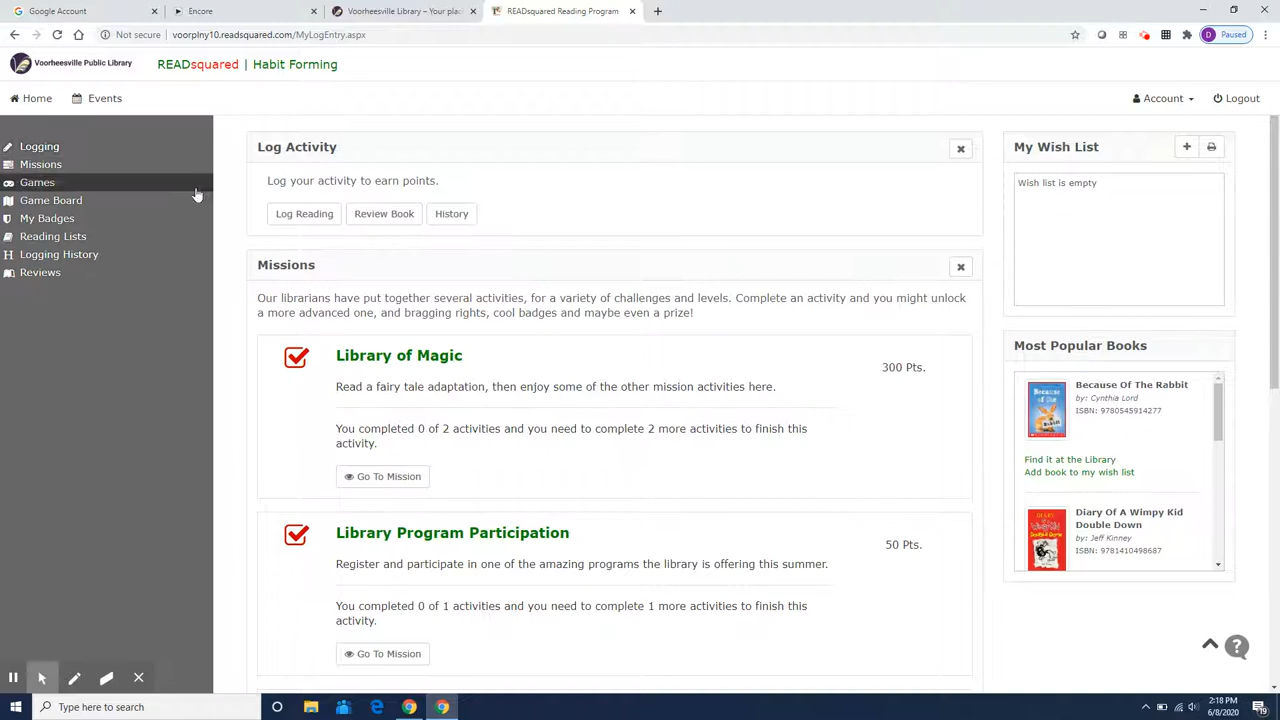 Google Account
Encore
Voorheesville Library – Your plac
READsquared Reading Program
Not secure | voorplny10.readsquared.com/MyLogEntry.aspx
D Paused
Voorheesville Public Library
READsquared | Habit Forming
Home
Events
Account
Logout
Logging
Missions
Games
Game Board
My Badges
Reading Lists
Logging History
Reviews
Log Activity
Log your activity to earn points.
Log Reading
Review Book
History
Missions
Our librarians have put together several activities, for a variety of challenges and levels. Complete an activity and you might unlock
a more advanced one, and bragging rights, cool badges and maybe even a prize!
Library of Magic
300 Pts.
Read a fairy tale adaptation, then enjoy some of the other mission activities here.
You completed 0 of 2 activities and you need to complete 2 more activities to finish this
activity.
Go To Mission
Library Program Participation
50 Pts.
Register and participate in one of the amazing programs the library is offering this summer.
You completed 0 of 1 activities and you need to complete 1 more activities to finish this
activity.
Go To Mission
My Wish List
Wish list is empty
Most Popular Books
Because Of The Rabbit
by: Cynthia Lord
ISBN: 9780545914277
Find it at the Library
Add book to my wish list
Diary Of A Wimpy Kid
Double Down
by: Jeff Kinney
ISBN: 9781410498687
Type here to search
2:18 PM
6/8/2020